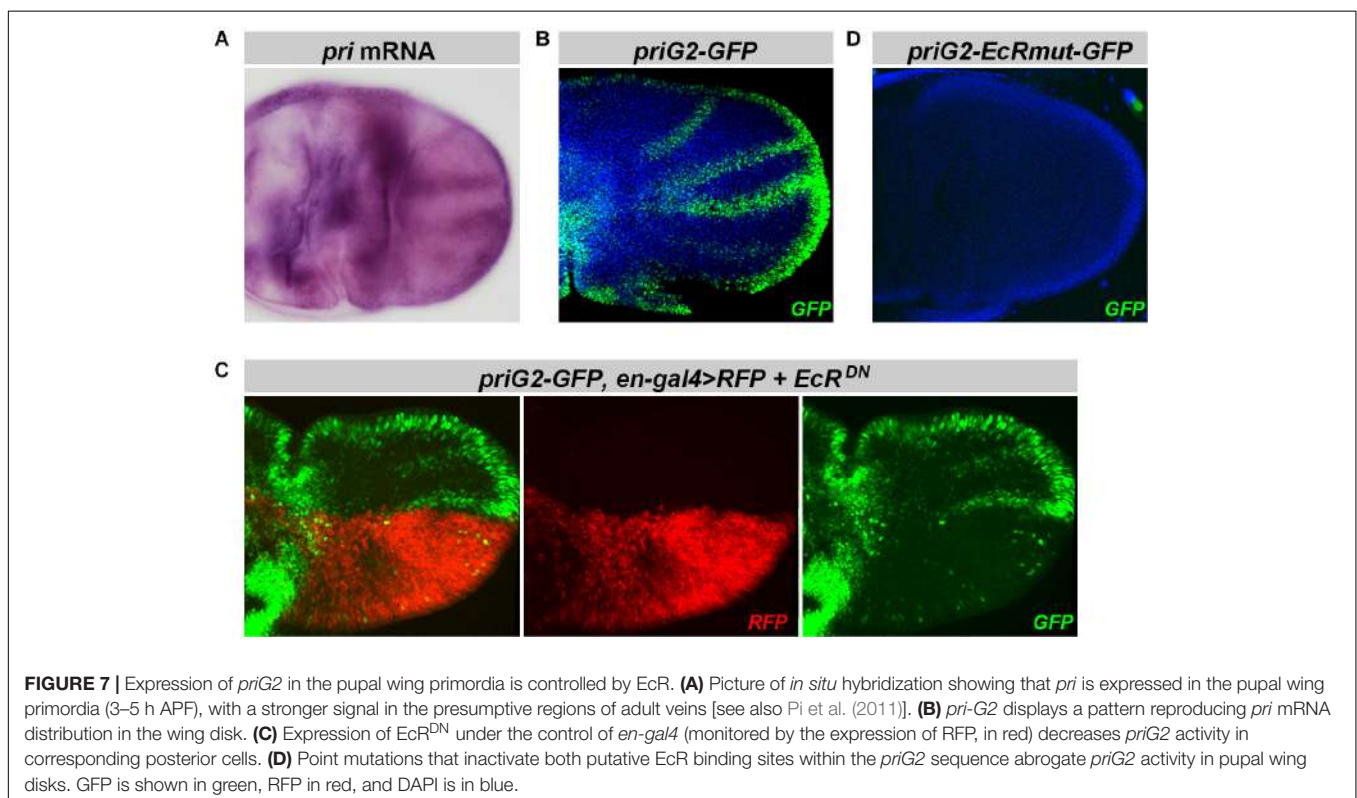 A
pri mRNA
B
priG2-GFP
D
priG2-EcRmut-GFP
GFP
GFP
C
priG2-GFP, en-gal4>RFP + EcR^DN
RFP
GFP
FIGURE 7 | Expression of priG2 in the pupal wing primordia is controlled by EcR. (A) Picture of in situ hybridization showing that pri is expressed in the pupal wing
primordia (3–5 h APF), with a stronger signal in the presumptive regions of adult veins [see also Pi et al. (2011)]. (B) pri-G2 displays a pattern reproducing pri mRNA
distribution in the wing disk. (C) Expression of EcR^DN under the control of en-gal4 (monitored by the expression of RFP, in red) decreases priG2 activity in
corresponding posterior cells. (D) Point mutations that inactivate both putative EcR binding sites within the priG2 sequence abrogate priG2 activity in pupal wing
disks. GFP is shown in green, RFP in red, and DAPI is in blue.